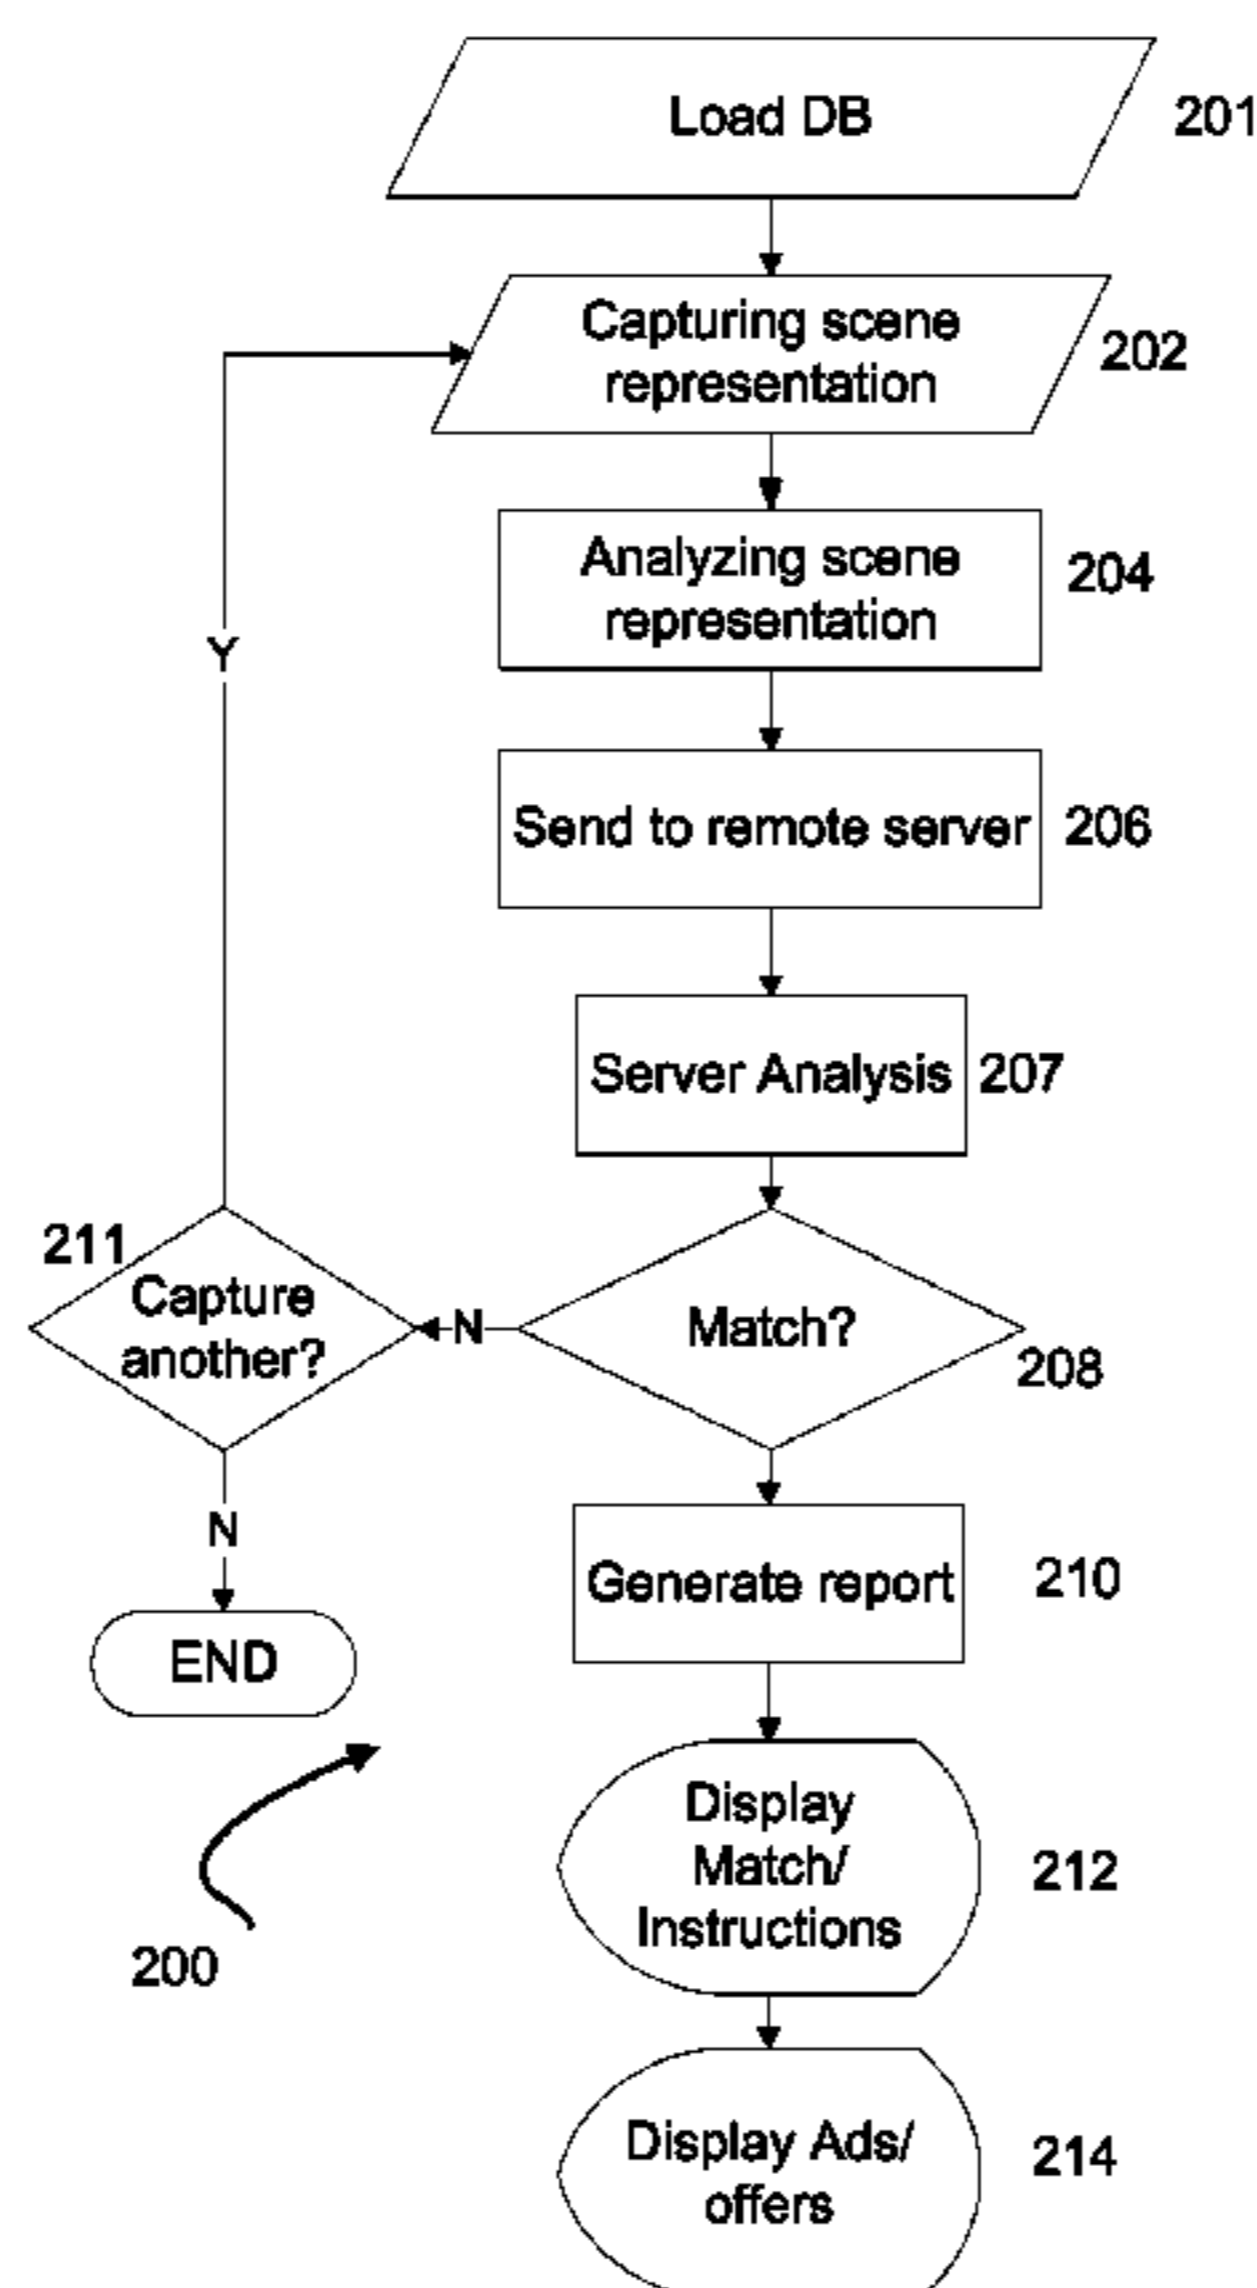 Load DB
201
Capturing scene
representation
202
Analyzing scene
representation
204
Y
Send to remote server
206
Server Analysis
207
211
Capture
another?
N
Match?
208
N
Generate report
210
END
Display
Match/
Instructions
212
200
Display Ads/
offers
214